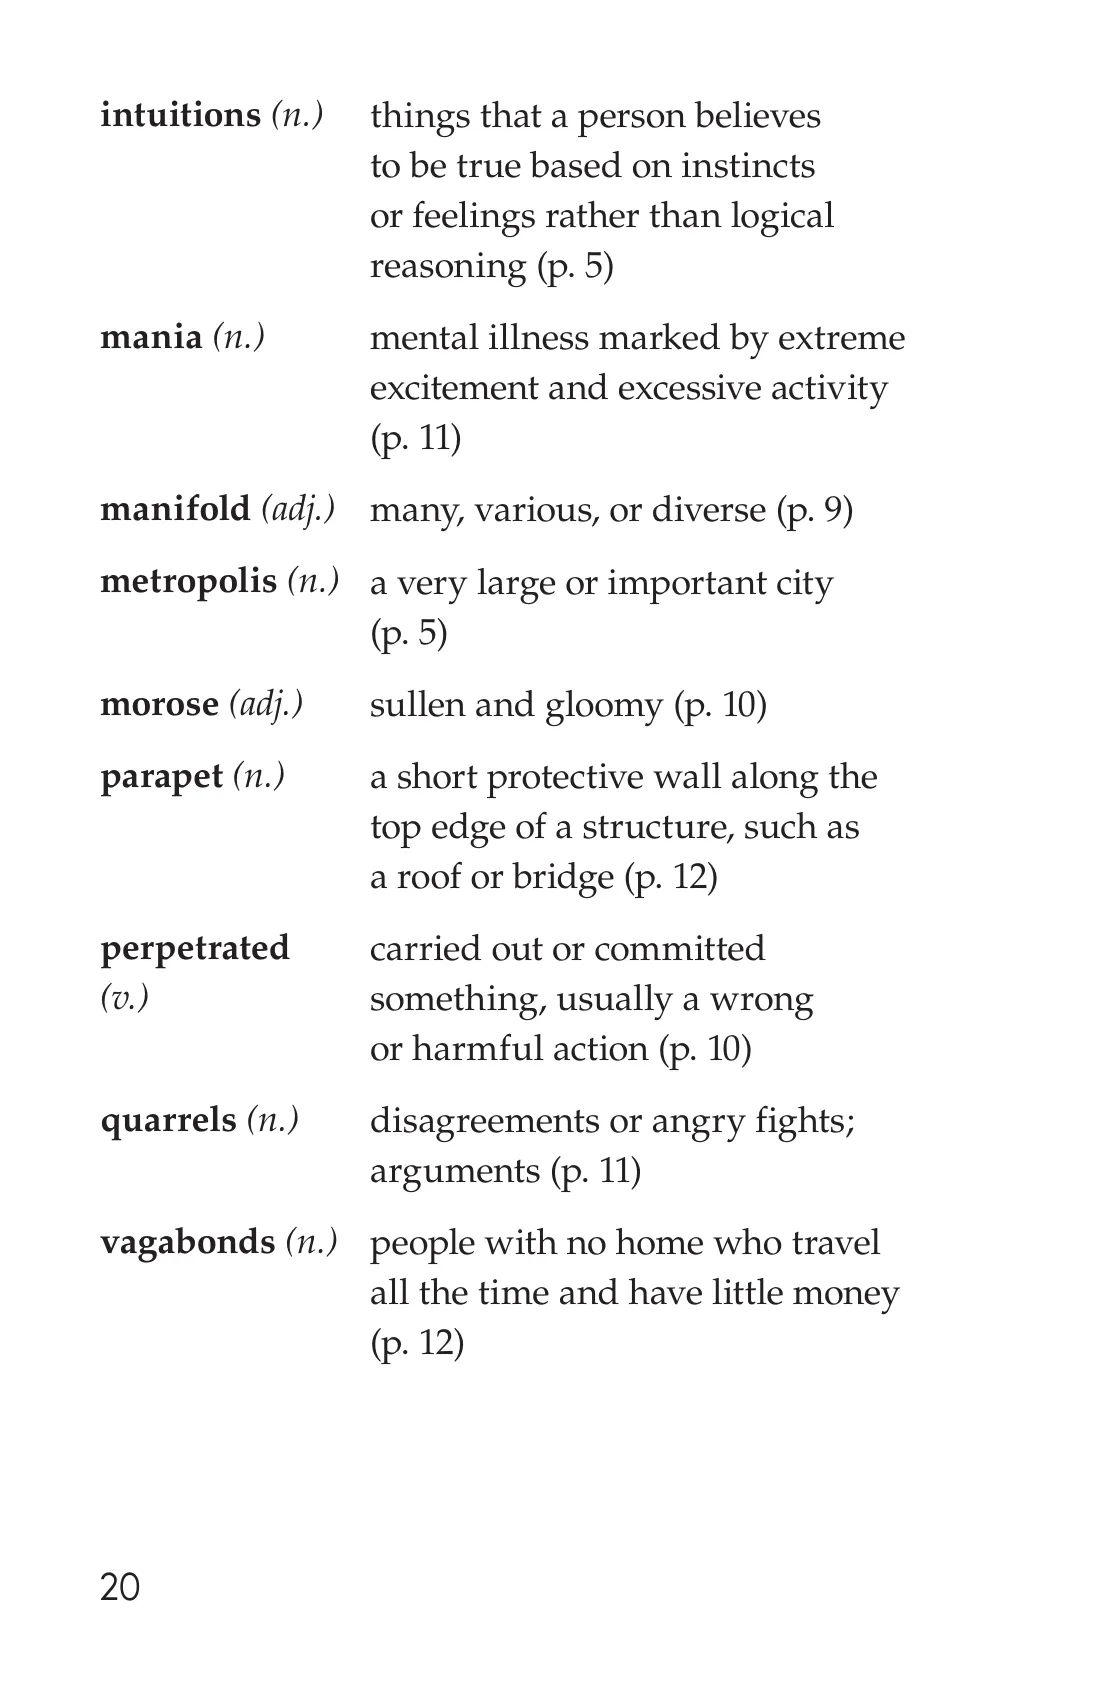 intuitions (n.) things that a person believes
to be true based on instincts
or feelings rather than logical
reasoning (p. 5)
mania (n.) mental illness marked by extreme
excitement and excessive activity
(p. 11)
manifold (adj.) many, various, or diverse (p. 9)
metropolis (n.) a very large or important city
(p. 5)
morose (adj.) sullen and gloomy (p. 10)
parapet (n.) a short protective wall along the
top edge of a structure, such as
a roof or bridge (p. 12)
perpetrated carried out or committed
(v.) something, usually a wrong
or harmful action (p. 10)
quarrels (n.) disagreements or angry fights;
arguments (p. 11)
vagabonds (n.) people with no home who travel
all the time and have little money
(p. 12)
20